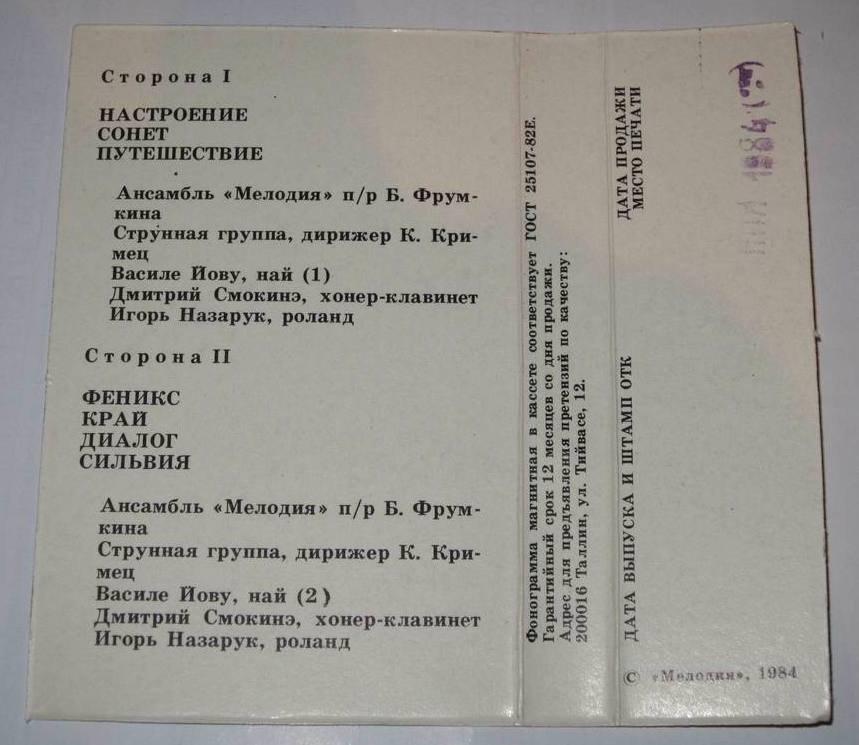 Сторона I
НАСТРОЕНИЕ
СОНЕТ
ПУТЕШЕСТВИЕ
Ансамбль «Мелодия» п/р Б. Фрум-
кина
Струнная группа, дирижер К. Кри-
мец
Василе Йову, най (1)
Дмитрий Смокинэ, хонер-клавинет
Игорь Назарук, роланд
Сторона II
ФЕНИКС
КРАЙ
ДИАЛОГ
СИЛЬВИЯ
Ансамбль «Мелодия» п/р Б. Фрум-
кина
Струнная группа, дирижер К. Кри-
мец
Василе Йову, най (2)
Дмитрий Смокинэ, хонер-клавинет
Игорь Назарук, роланд
Фонограмма магнитная в кассете соответствует ГОСТ 25107-82Е.
Гарантийный срок 12 месяцев со дня продажи.
Адрес для предъявления претензий по качеству:
200016 Таллин, ул. Тийвасе, 12.
ДАТА ВЫПУСКА И ШТАМП ОТК
ДАТА ПРОДАЖИ
МЕСТО ПЕЧАТИ
© «Мелодия», 1984